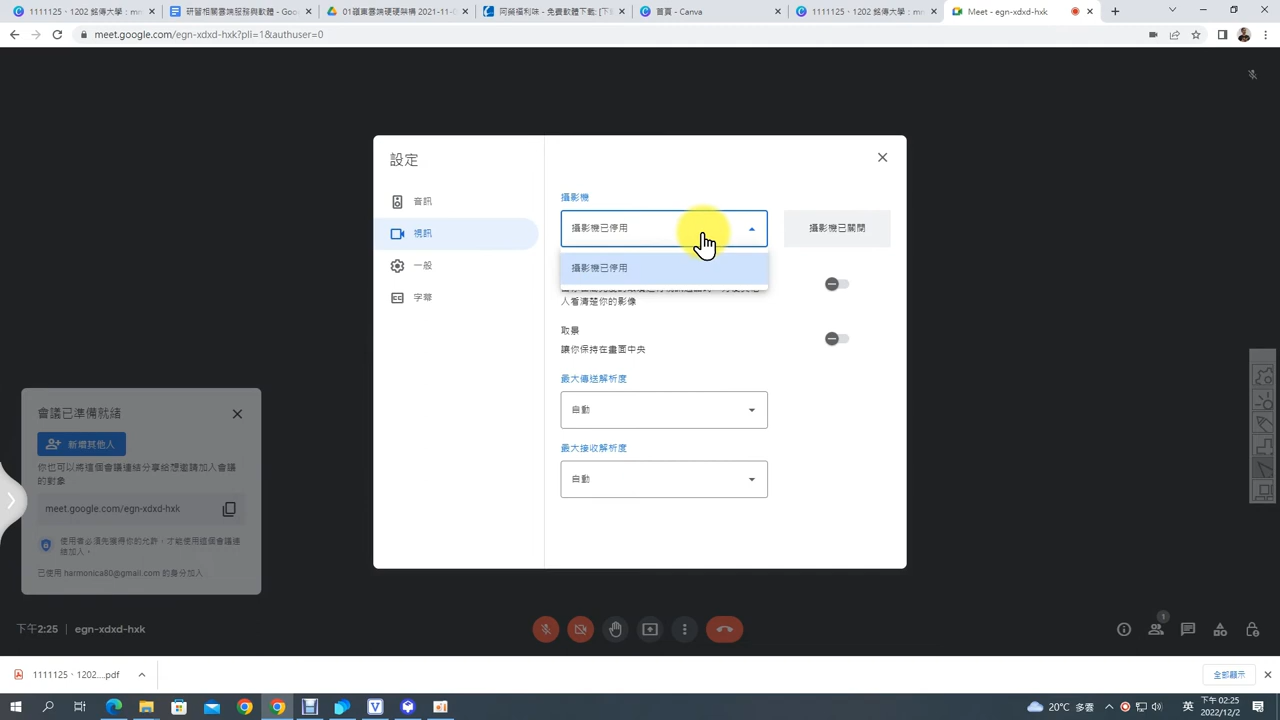 1111125、1202 銘傳大學：m
研習相關雲端服務與軟體 - Goo
01羅東雲端硬硬架構 2021-11-0
阿榮福利味 - 免費軟體下載: [下載
首頁 - Canva
1111125、1202 銘傳大學：m
Meet - egn-xdxd-hxk
meet.google.com/egn-xdxd-hxk?pli=1&authuser=0
設定
音訊
視訊
一般
字幕
攝影機
攝影機已停用
攝影機已關閉
攝影機已停用
人看清楚你的影像
取景
讓你保持在畫面中央
最大傳送解析度
自動
最大接收解析度
自動
會議已準備就緒
新增其他人
你也可以將這個會議連結分享給想邀請加入會議
的對象
meet.google.com/egn-xdxd-hxk
使用者必須先獲得你的允許，才能使用這個會議連
結加入。
已使用 harmonica80@gmail.com 的身分加入
下午2:25 | egn-xdxd-hxk
1
1111125、1202....pdf
全部顯示
20°C 多雲
英
下午 02:25
2022/12/2